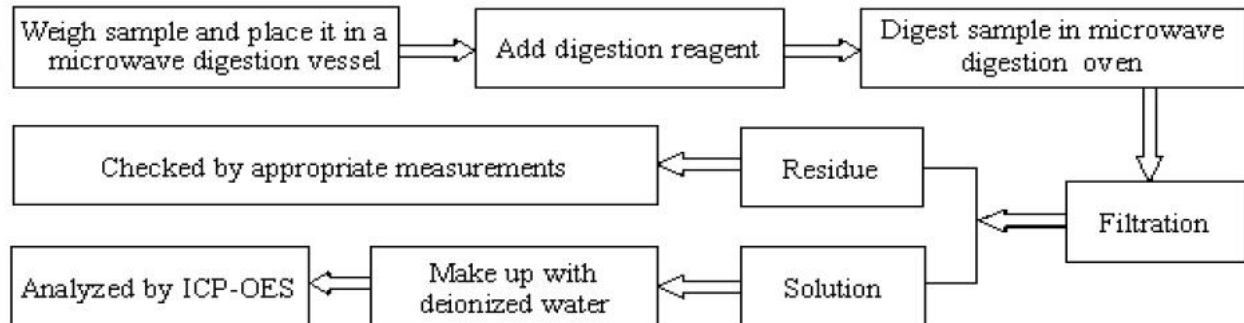 Weigh sample and place it in a
microwave digestion vessel
Add digestion reagent
Digest sample in microwave
digestion oven
Checked by appropriate measurements
Residue
Filtration
Analyzed by ICP-OES
Make up with
deionized water
Solution